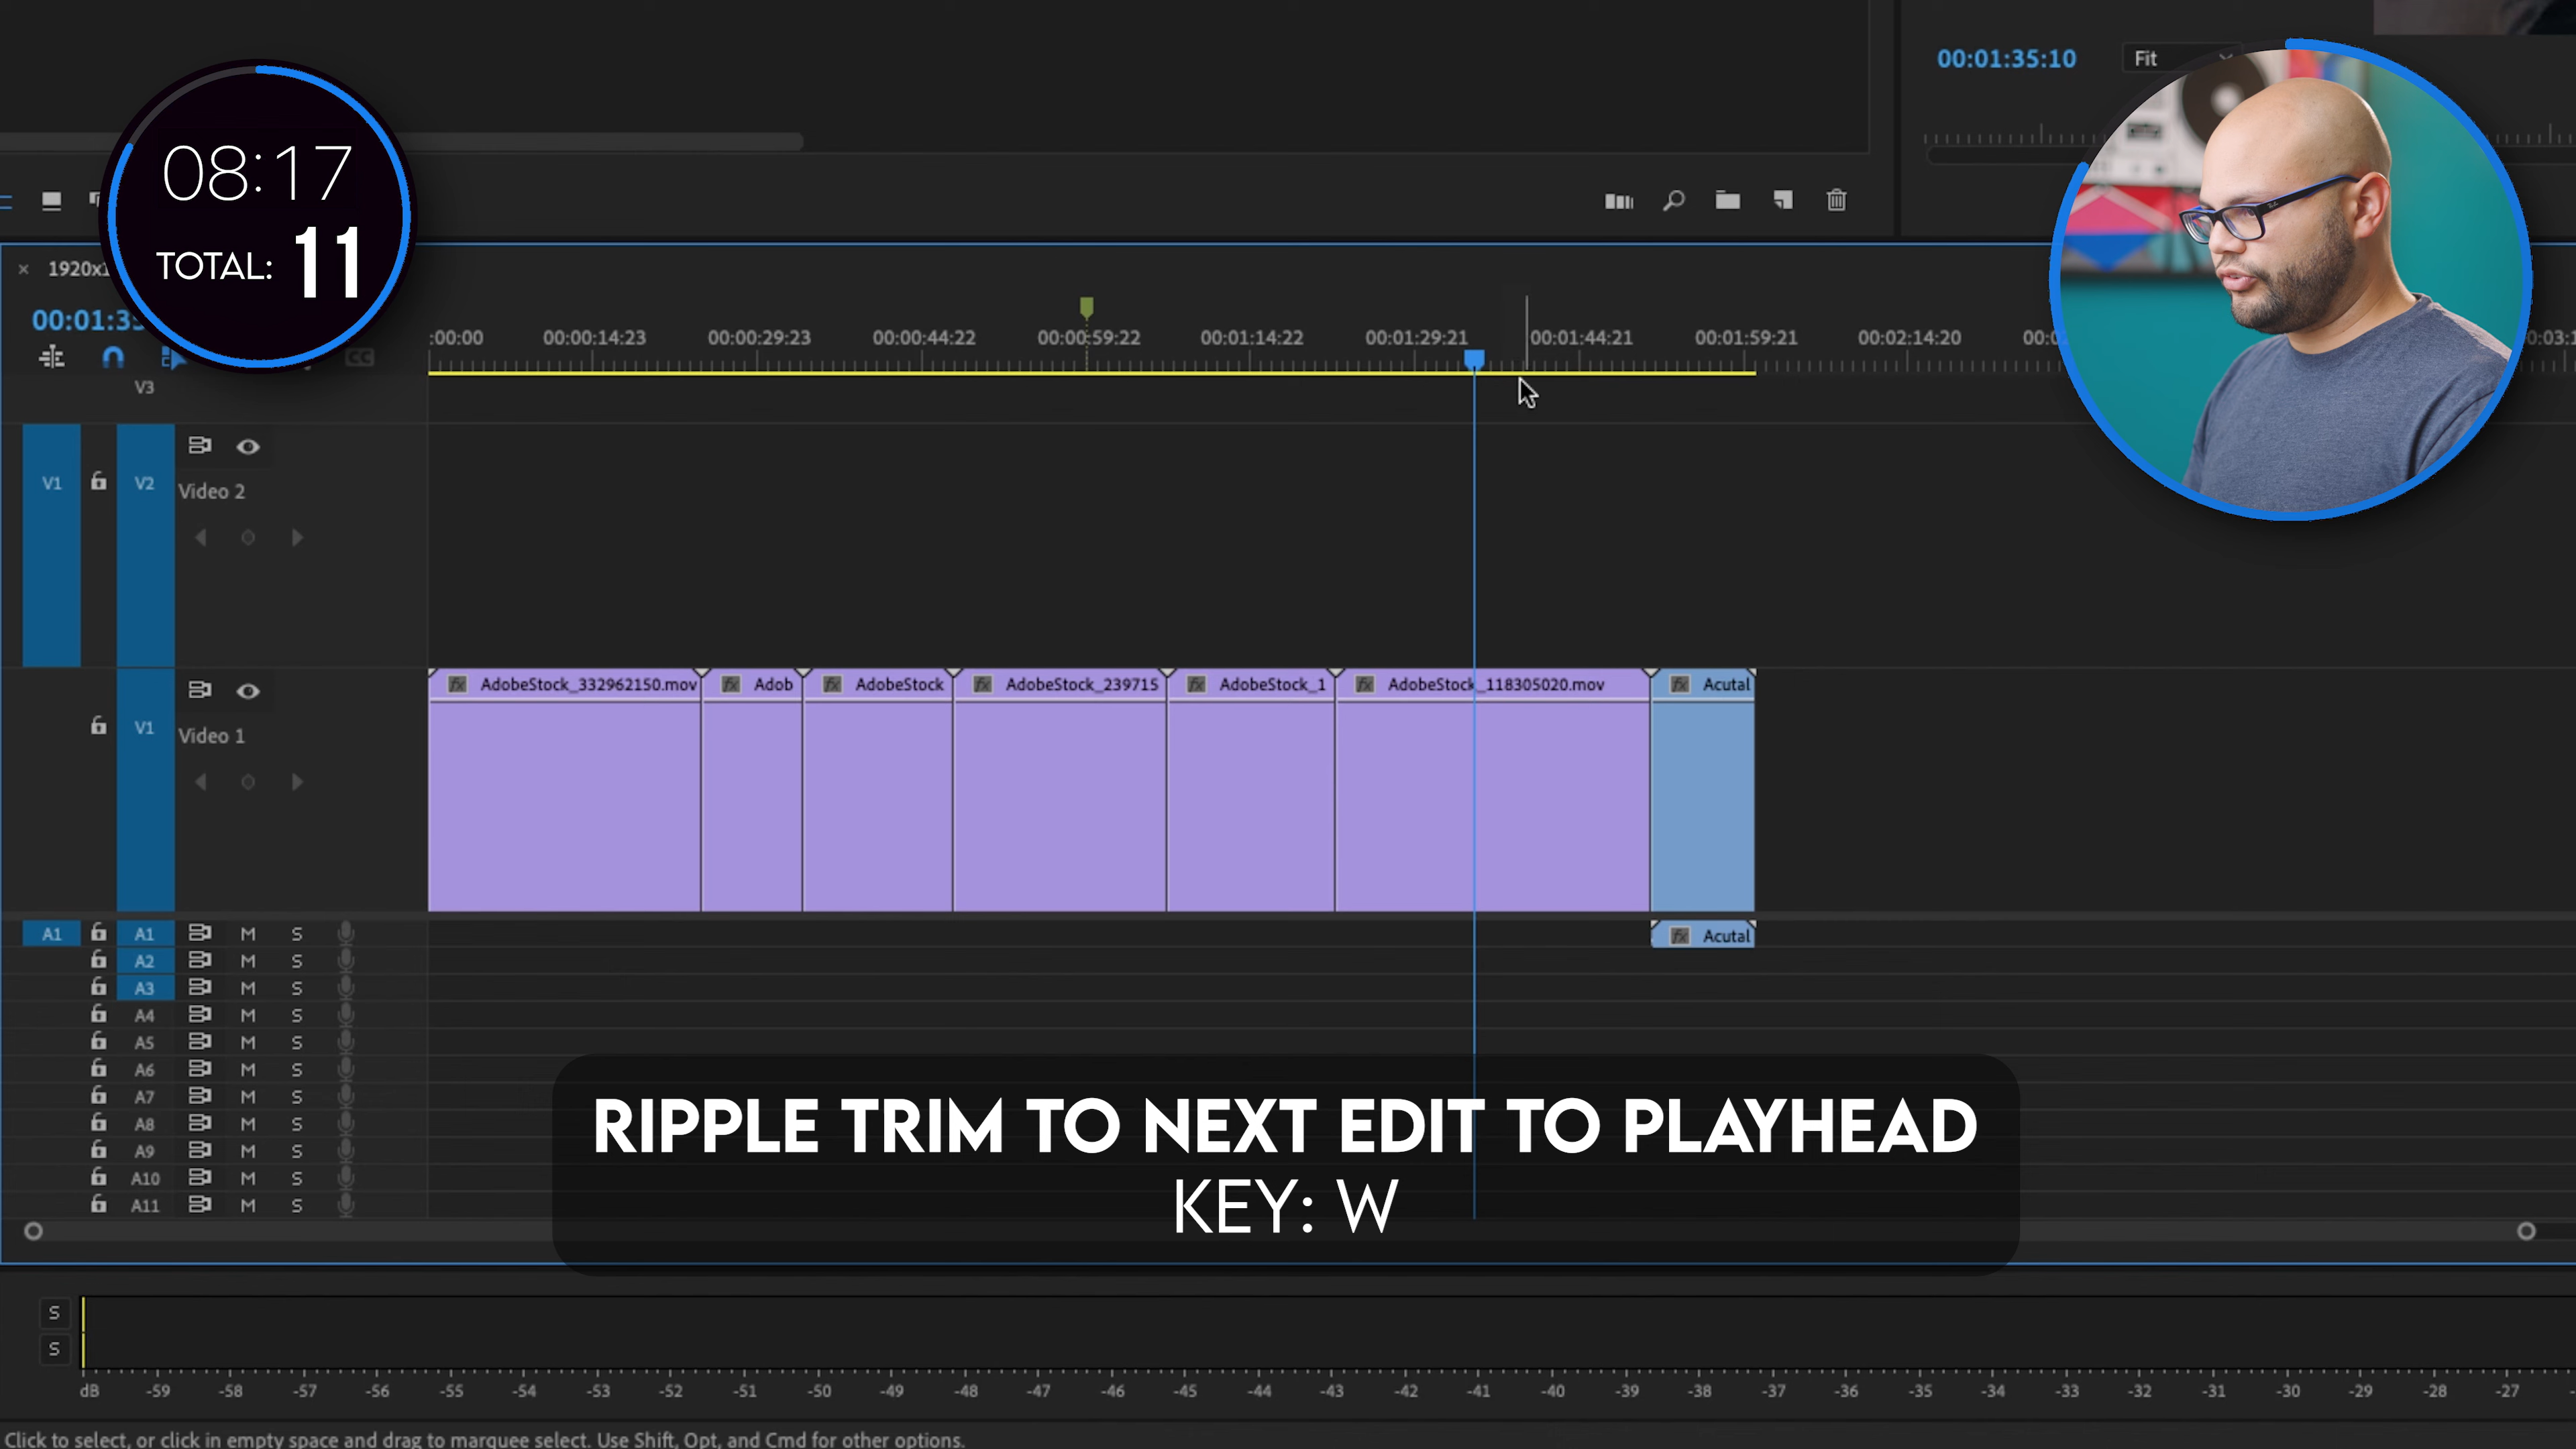 00:01:35:10
Fit
08:17
TOTAL: 11
1920x1
00:01:35
:00:00
00:00:14:23
00:00:29:23
00:00:44:22
00:00:59:22
00:01:14:22
00:01:29:21
00:01:44:21
00:01:59:21
00:02:14:20
00:0
0:03:1
CC
V3
V1
V2
Video 2
AdobeStock_332962150.mov
Adob
AdobeStock
AdobeStock_239715
AdobeStock_1
AdobeStock_118305020.mov
Acutal
V1
Video 1
A1 A1 M S
Acutal
A2 M S
A3 M S
A4 M S
A5 M S
A6 M S
A7 M S
A8 M S
A9 M S
A10 M S
A11 M S
RIPPLE TRIM TO NEXT EDIT TO PLAYHEAD
KEY: W
S
S
dB -59 -58 -57 -56 -55 -54 -53 -52 -51 -50 -49 -48 -47 -46 -45 -44 -43 -42 -41 -40 -39 -38 -37 -36 -35 -34 -33 -32 -31 -30 -29 -28 -27
Click to select, or click in empty space and drag to marquee select. Use Shift, Opt, and Cmd for other options.